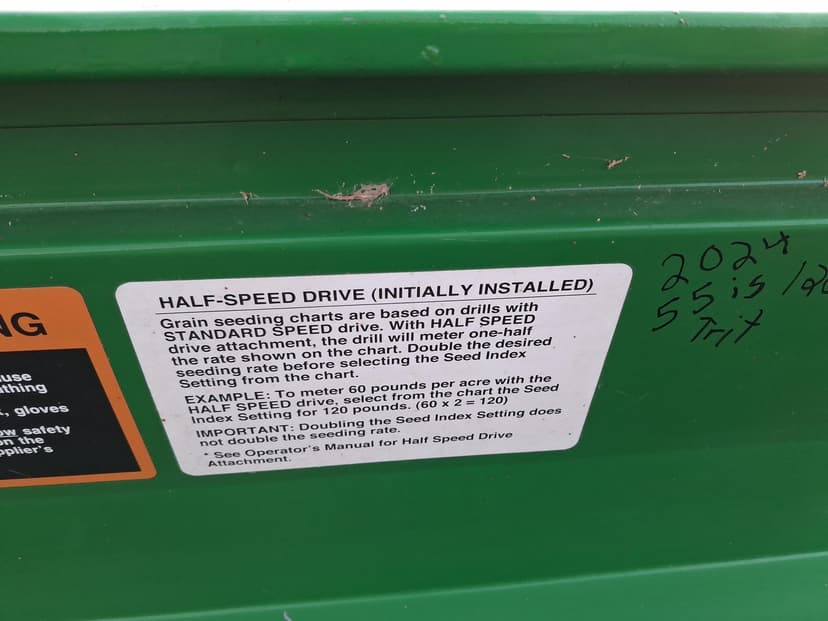 NG
use
thing
, gloves
ow safety
on the
pplier's
HALF-SPEED DRIVE (INITIALLY INSTALLED)
Grain seeding charts are based on drills with
STANDARD SPEED drive. With HALF SPEED
drive attachment, the drill will meter one-half
the rate shown on the chart. Double the desired
seeding rate before selecting the Seed Index
Setting from the chart.
EXAMPLE: To meter 60 pounds per acre with the
HALF SPEED drive, select from the chart the Seed
Index Setting for 120 pounds. (60 x 2 = 120)
IMPORTANT: Doubling the Seed Index Setting does
not double the seeding rate.
* See Operator's Manual for Half Speed Drive
Attachment.
2024
55 is
Trit